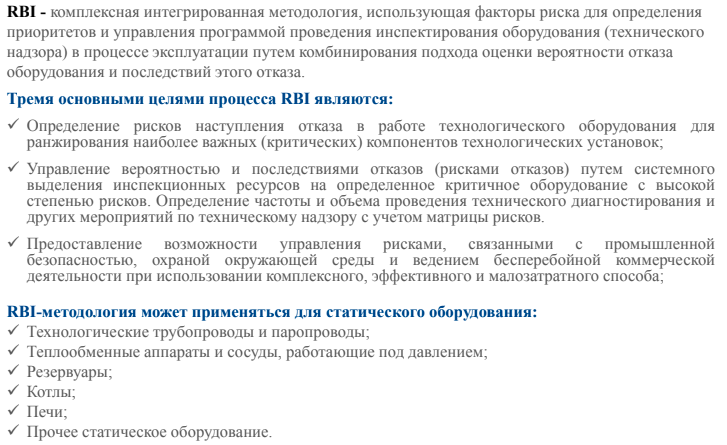 RBI - комплексная интегрированная методология, использующая факторы риска для определения
приоритетов и управления программой проведения инспектирования оборудования (технического
надзора) в процессе эксплуатации путем комбинирования подхода оценки вероятности отказа
оборудования и последствий этого отказа.
Тремя основными целями процесса RBI являются:
✓ Определение рисков наступления отказа в работе технологического оборудования для
ранжирования наиболее важных (критических) компонентов технологических установок;
✓ Управление вероятностью и последствиями отказов (рисками отказов) путем системного
выделения инспекционных ресурсов на определенное критичное оборудование с высокой
степенью рисков. Определение частоты и объема проведения технического диагностирования и
других мероприятий по техническому надзору с учетом матрицы рисков.
✓ Предоставление возможности управления рисками, связанными с промышленной
безопасностью, охраной окружающей среды и ведением бесперебойной коммерческой
деятельности при использовании комплексного, эффективного и малозатратного способа;
RBI-методология может применяться для статического оборудования:
✓ Технологические трубопроводы и паропроводы;
✓ Теплообменные аппараты и сосуды, работающие под давлением;
✓ Резервуары;
✓ Котлы;
✓ Печи;
✓ Прочее статическое оборудование.